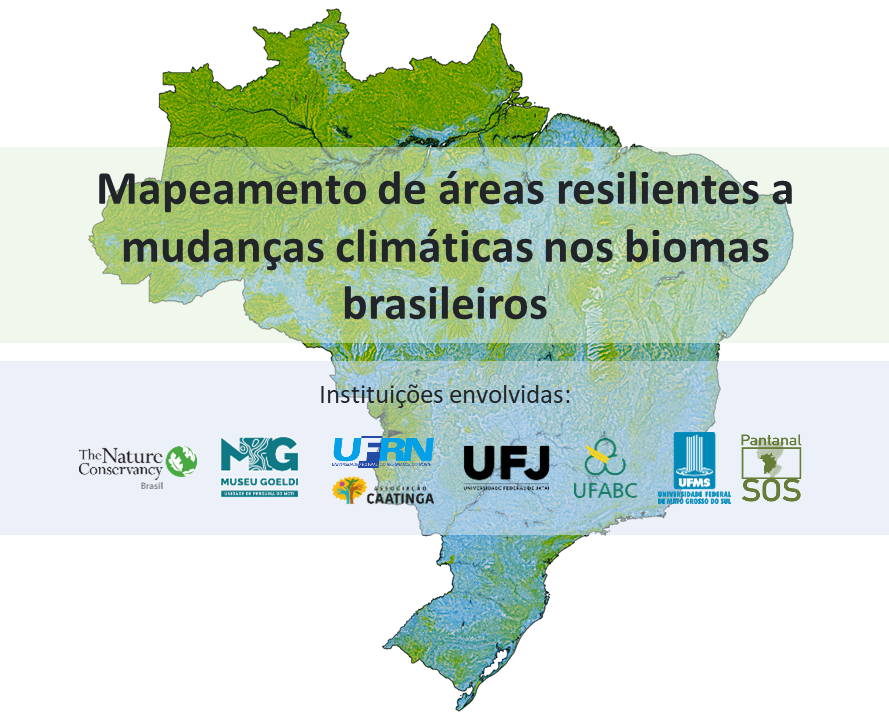 Mapeamento de áreas resilientes a
mudanças climáticas nos biomas
brasileiros
Instituições envolvidas:
The Nature
Conservancy
Brasil
MUSEU GOELDI
UNIDADE DE PESQUISA DO MCTI
UFRN
UNIVERSIDADE FEDERAL DO RIO GRANDE DO NORTE
ASSOCIAÇÃO
CAATINGA
UFJ
UNIVERSIDADE FEDERAL DE JATAÍ
UFABC
UFMS
UNIVERSIDADE FEDERAL
DE MATO GROSSO DO SUL
Pantanal
SOS